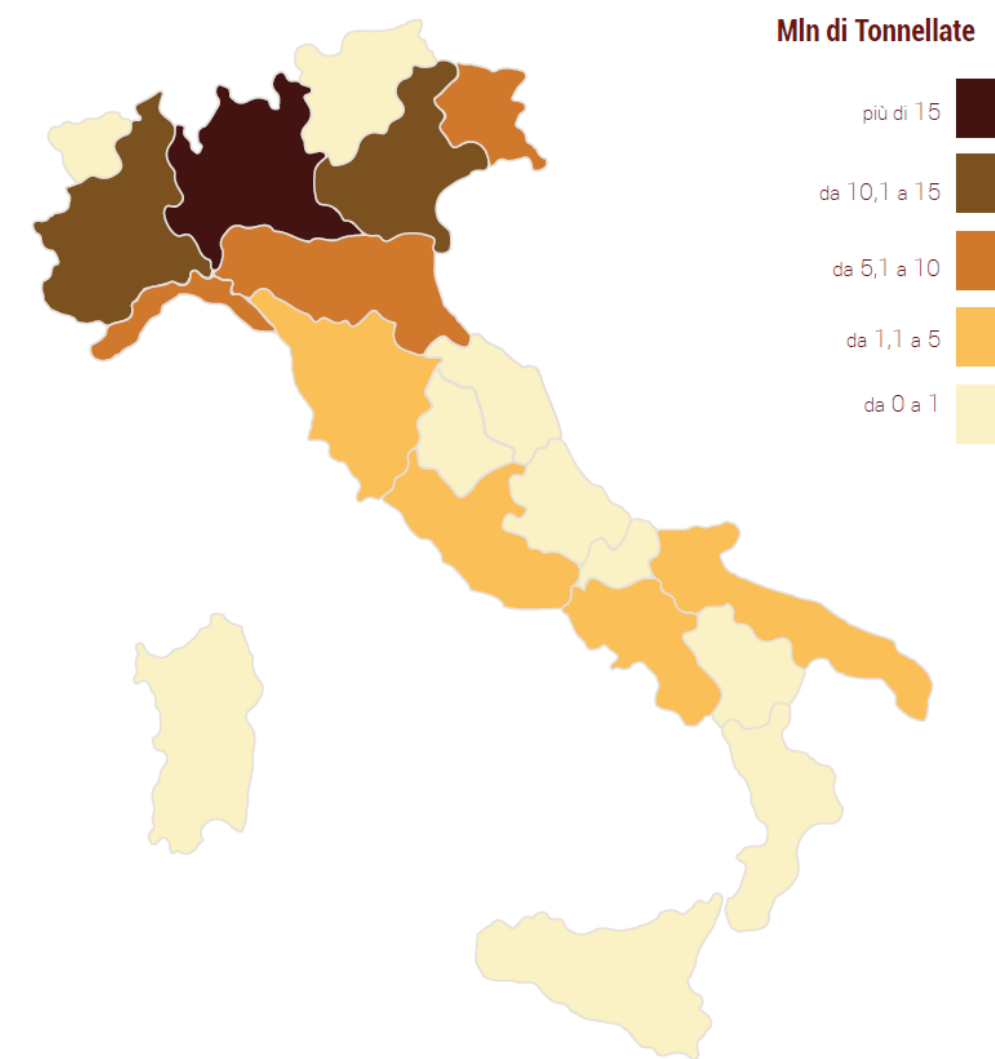 Mln di Tonnellate
più di 15
da 10,1 a 15
da 5,1 a 10
da 1,1 a 5
da 0 a 1